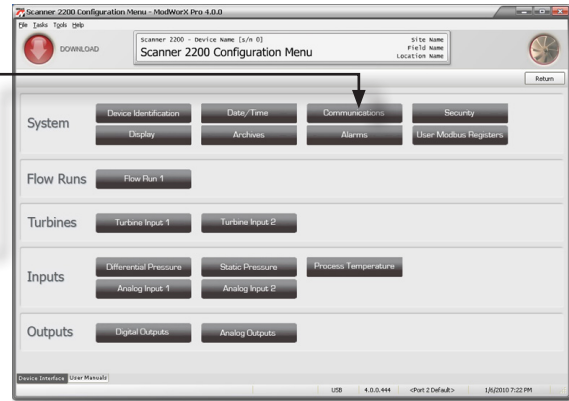 Scanner 2200 Configuration Menu - ModWorX Pro 4.0.0
File Tasks Tools Help
DOWNLOAD
Scanner 2200 - Device Name [s/n 0]
Scanner 2200 Configuration Menu
Site Name
Field Name
Location Name
Return
System
Device Identification Date/Time Communications Security
Display Archives Alarms User Modbus Registers
Flow Runs
Flow Run 1
Turbines
Turbine Input 1 Turbine Input 2
Inputs
Differential Pressure Static Pressure Process Temperature
Analog Input 1 Analog Input 2
Outputs
Digital Outputs Analog Outputs
Device Interface User Manuals
USB 4.0.0.444 <Port 2 Default> 1/6/2010 7:22 PM